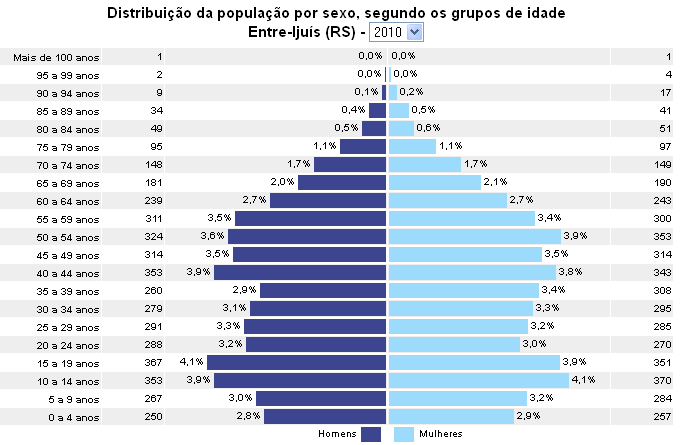 Distribuição da população por sexo, segundo os grupos de idade
Entre-Ijuís (RS) - 2010
Mais de 100 anos 1 0,0% 0,0% 1
95 a 99 anos 2 0,0% 0,0% 4
90 a 94 anos 9 0,1% 0,2% 17
85 a 89 anos 34 0,4% 0,5% 41
80 a 84 anos 49 0,5% 0,6% 51
75 a 79 anos 95 1,1% 1,1% 97
70 a 74 anos 148 1,7% 1,7% 149
65 a 69 anos 181 2,0% 2,1% 190
60 a 64 anos 239 2,7% 2,7% 243
55 a 59 anos 311 3,5% 3,4% 300
50 a 54 anos 324 3,6% 3,9% 353
45 a 49 anos 314 3,5% 3,5% 314
40 a 44 anos 353 3,9% 3,8% 343
35 a 39 anos 260 2,9% 3,4% 308
30 a 34 anos 279 3,1% 3,3% 295
25 a 29 anos 291 3,3% 3,2% 285
20 a 24 anos 288 3,2% 3,0% 270
15 a 19 anos 367 4,1% 3,9% 351
10 a 14 anos 353 3,9% 4,1% 370
5 a 9 anos 267 3,0% 3,2% 284
0 a 4 anos 250 2,8% 2,9% 257
Homens Mulheres